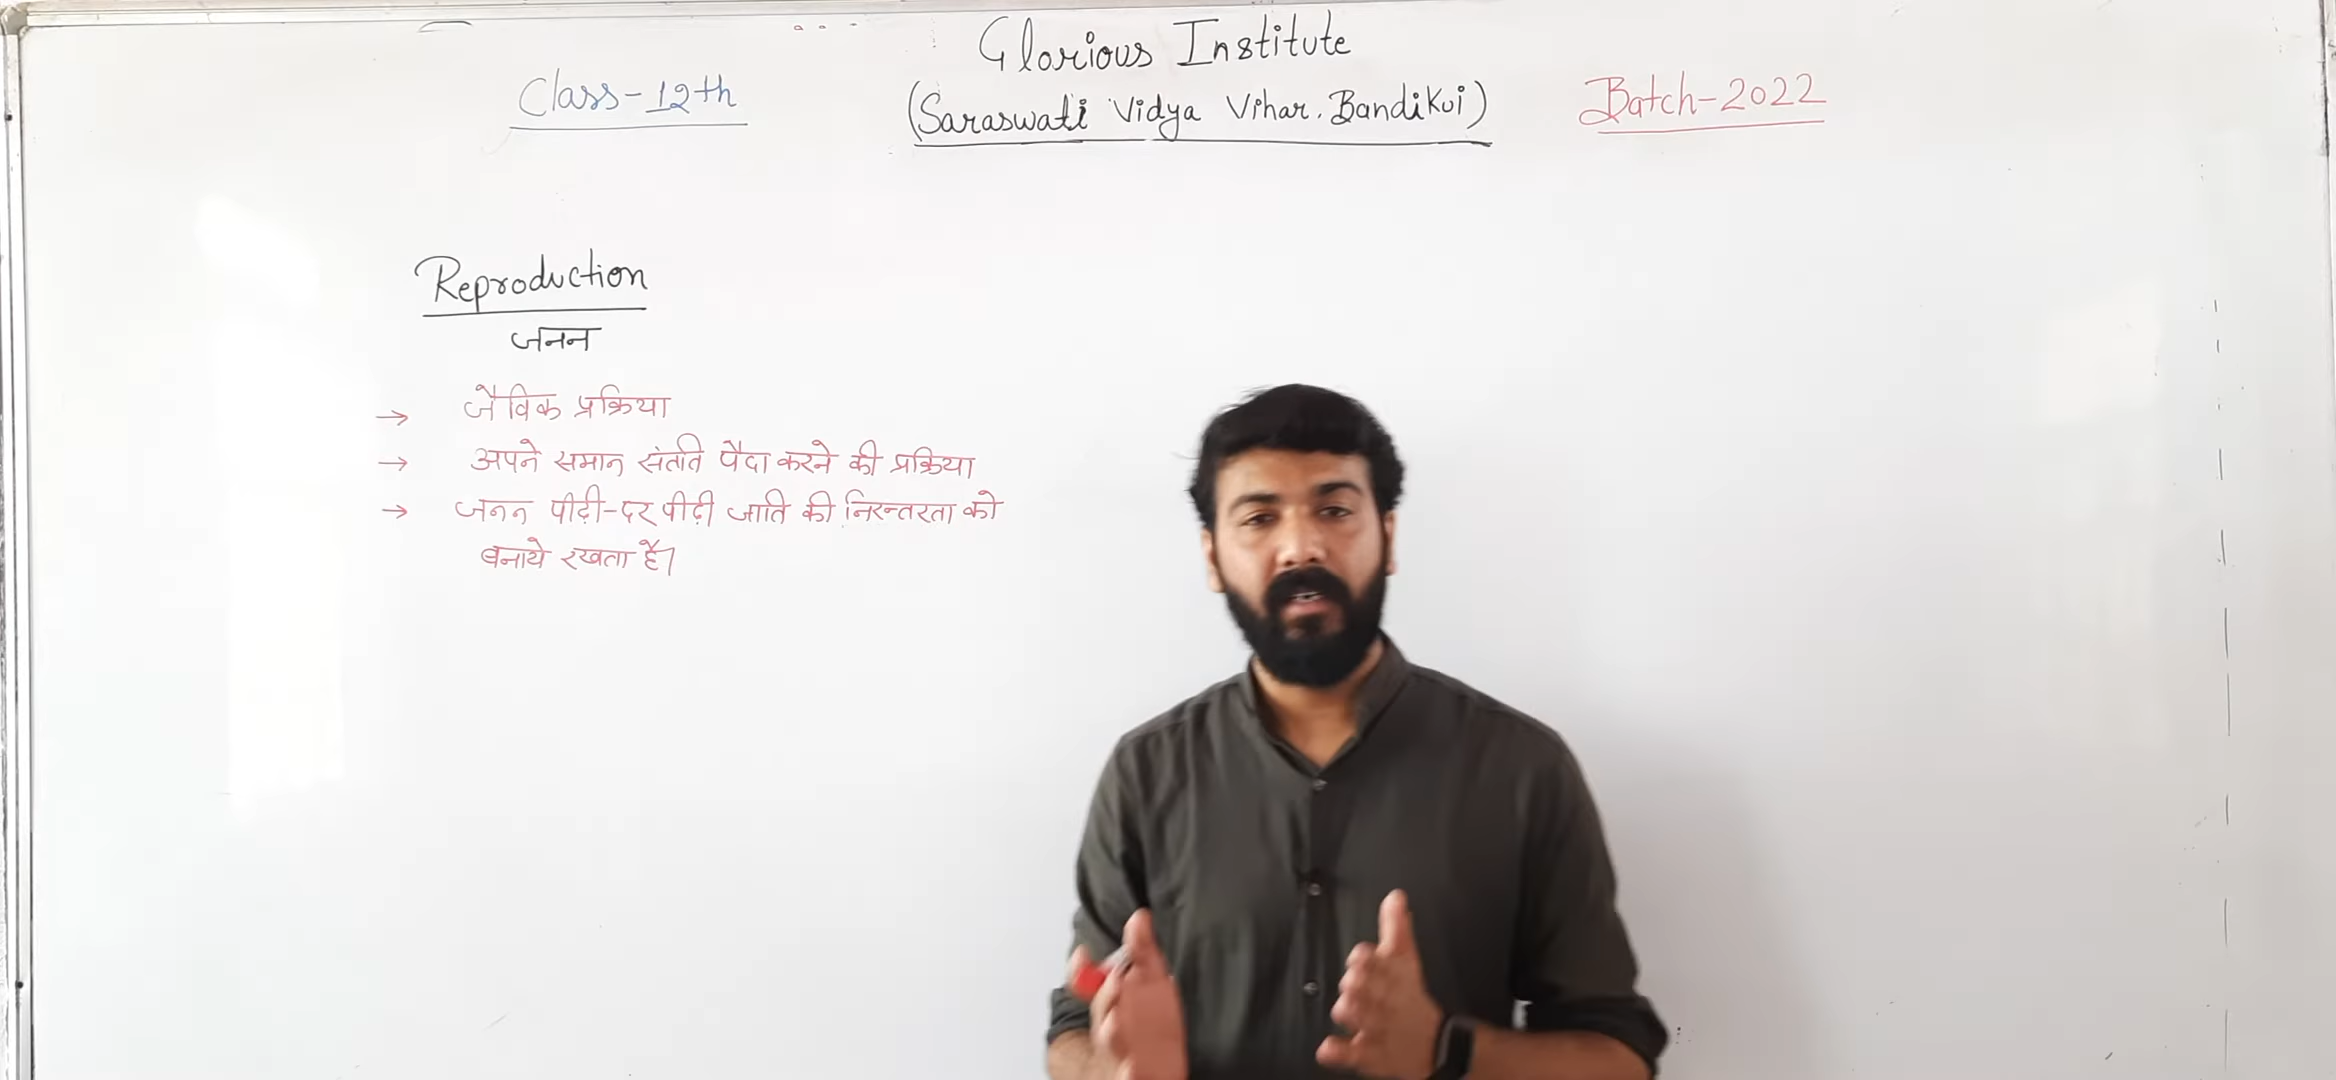 Glorious Institute
Class-12th
(Saraswati Vidya Vihar, Bandikui)
Batch-2022
Reproduction
जनन
→ जैविक प्रक्रिया
→ अपने समान संतति पैदा करने की प्रक्रिया
→ जनन पीढ़ी-दर पीढ़ी जाति की निरन्तरता को
बनाये रखता है।